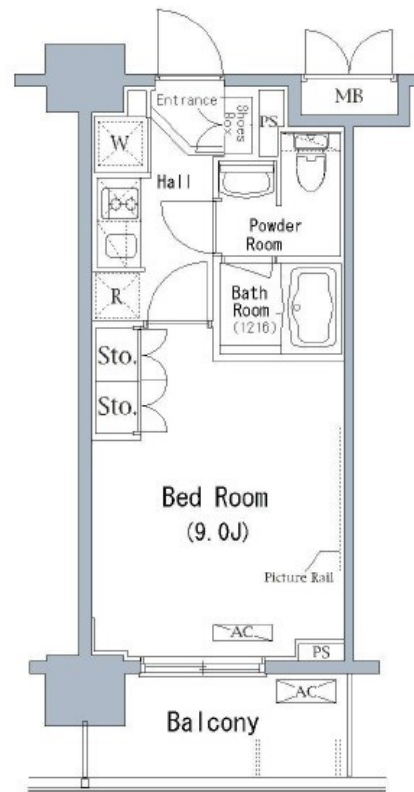 MB
Entrance
Shoes
Box
PS
W
Hall
Powder
Room
R
Bath
Room
(1216)
Sto.
Sto.
Bed Room
(9.0J)
Picture Rail
AC
PS
AC
Balcony